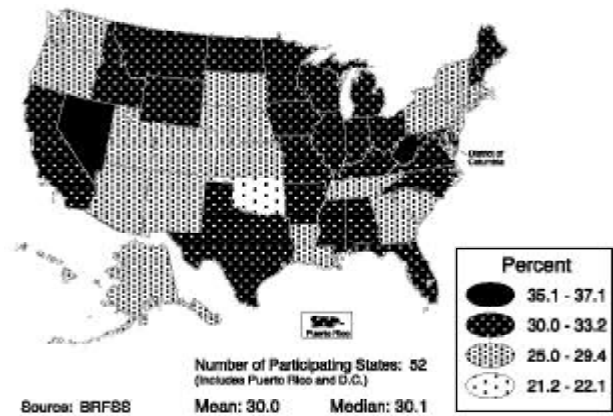 District of
Columbia
Percent
35.1 - 37.1
30.0 - 33.2
25.0 - 29.4
21.2 - 22.1
Puerto Rico
Number of Participating States: 52
(Includes Puerto Rico and D.C.)
Source: BRFSS
Mean: 30.0
Median: 30.1